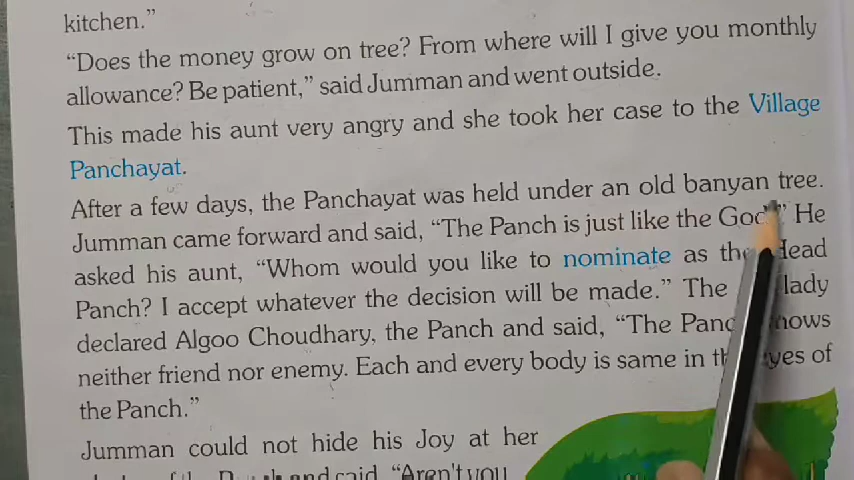 kitchen."
"Does the money grow on tree? From where will I give you monthly
allowance? Be patient," said Jumman and went outside.
This made his aunt very angry and she took her case to the Village
Panchayat.
After a few days, the Panchayat was held under an old banyan tree.
Jumman came forward and said, "The Panch is just like the God." He
asked his aunt, "Whom would you like to nominate as the Head
Panch? I accept whatever the decision will be made." The lady
declared Algoo Choudhary, the Panch and said, "The Panch knows
neither friend nor enemy. Each and every body is same in the eyes of
the Panch."
Jumman could not hide his Joy at her
and said, "Aren't you